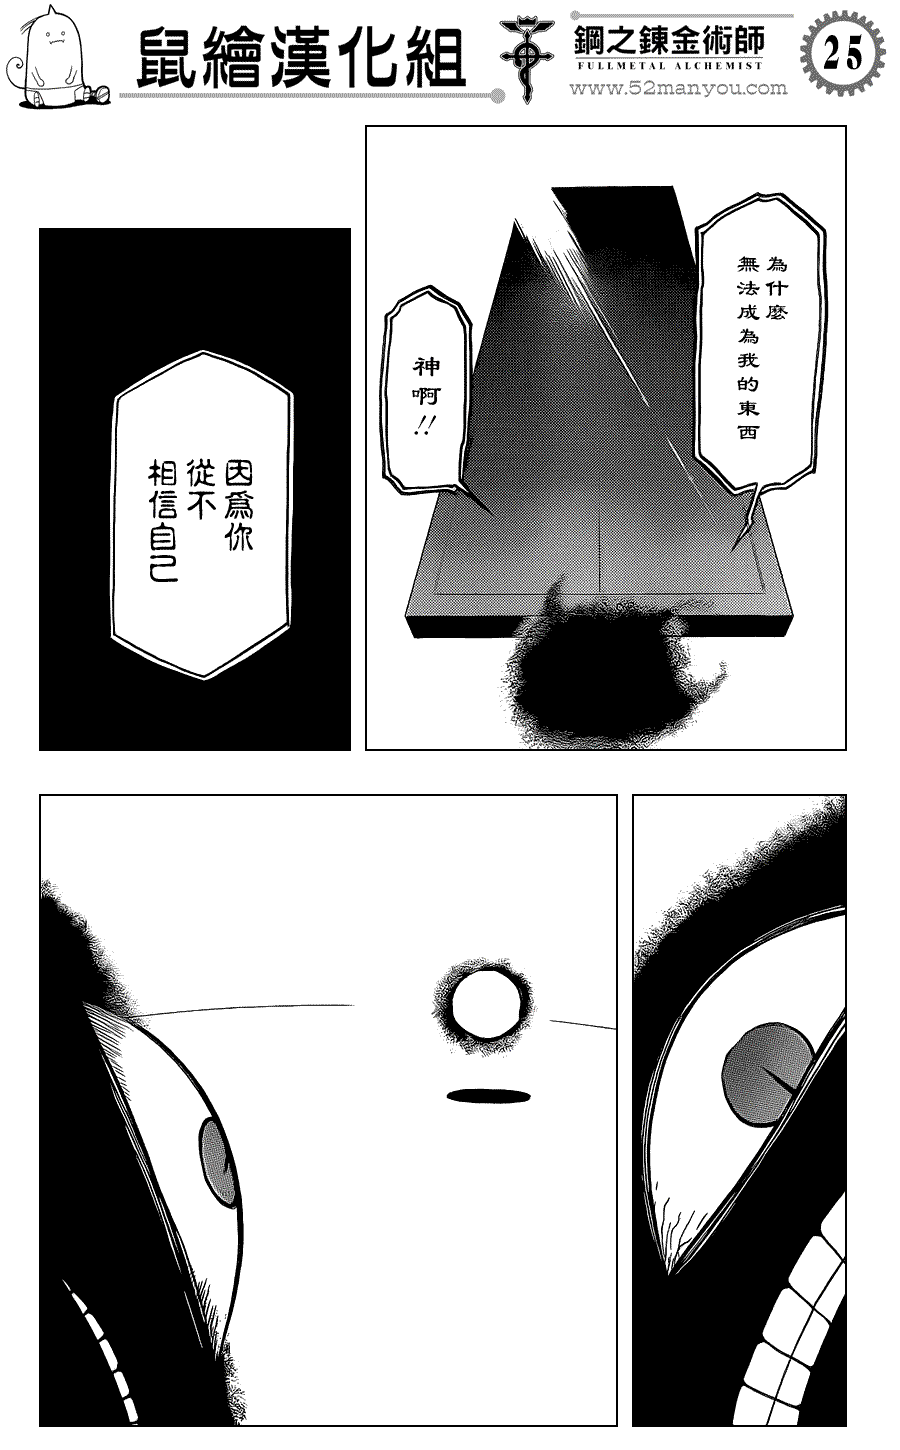 鼠繪漢化組
鋼之鍊金術師
FULLMETAL ALCHEMIST
www.52manyou.com
25
為什麼
無法成為我的東西
神啊!!
因爲你
從不
相信自己